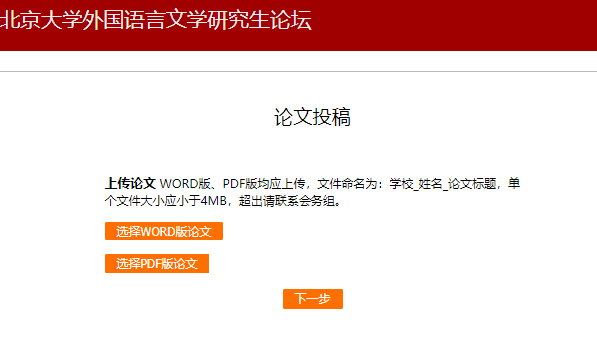 北京大学外国语言文学研究生论坛
论文投稿
上传论文 WORD版、PDF版均应上传，文件命名为：学校_姓名_论文标题，单
个文件大小应小于4MB，超出请联系会务组。
选择WORD版论文
选择PDF版论文
下一步